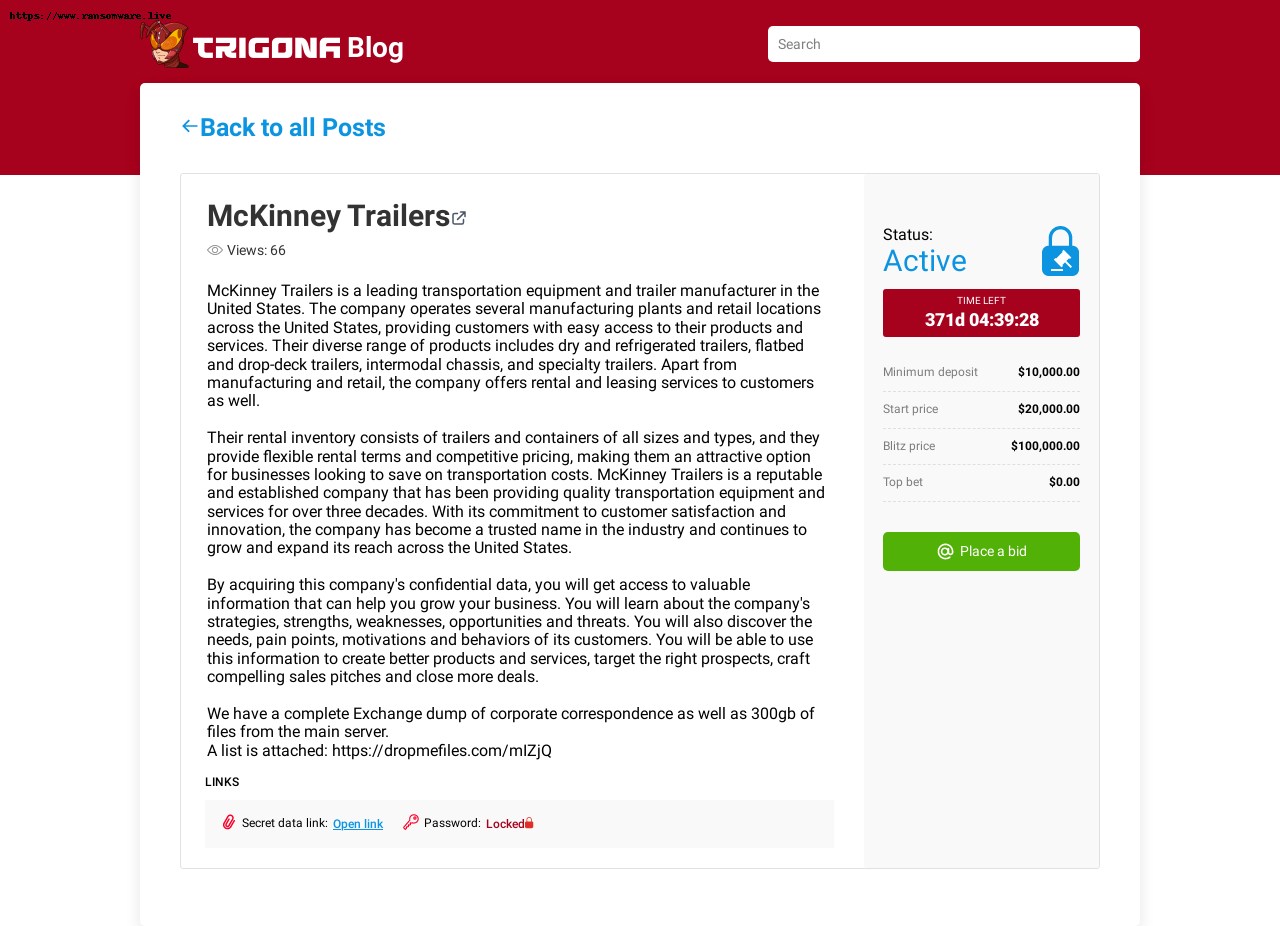 https://www.ransomware.live
TRIGONA Blog
Search
Back to all Posts
McKinney Trailers
Views: 66
McKinney Trailers is a leading transportation equipment and trailer manufacturer in the
United States. The company operates several manufacturing plants and retail locations
across the United States, providing customers with easy access to their products and
services. Their diverse range of products includes dry and refrigerated trailers, flatbed
and drop-deck trailers, intermodal chassis, and specialty trailers. Apart from
manufacturing and retail, the company offers rental and leasing services to customers
as well.
Their rental inventory consists of trailers and containers of all sizes and types, and they
provide flexible rental terms and competitive pricing, making them an attractive option
for businesses looking to save on transportation costs. McKinney Trailers is a reputable
and established company that has been providing quality transportation equipment and
services for over three decades. With its commitment to customer satisfaction and
innovation, the company has become a trusted name in the industry and continues to
grow and expand its reach across the United States.
By acquiring this company's confidential data, you will get access to valuable
information that can help you grow your business. You will learn about the company's
strategies, strengths, weaknesses, opportunities and threats. You will also discover the
needs, pain points, motivations and behaviors of its customers. You will be able to use
this information to create better products and services, target the right prospects, craft
compelling sales pitches and close more deals.
We have a complete Exchange dump of corporate correspondence as well as 300gb of
files from the main server.
A list is attached: https://dropmefiles.com/mIZjQ
LINKS
Secret data link: Open link Password: Locked
Status:
Active
TIME LEFT
371d 04:39:28
Minimum deposit $10,000.00
Start price $20,000.00
Blitz price $100,000.00
Top bet $0.00
Place a bid